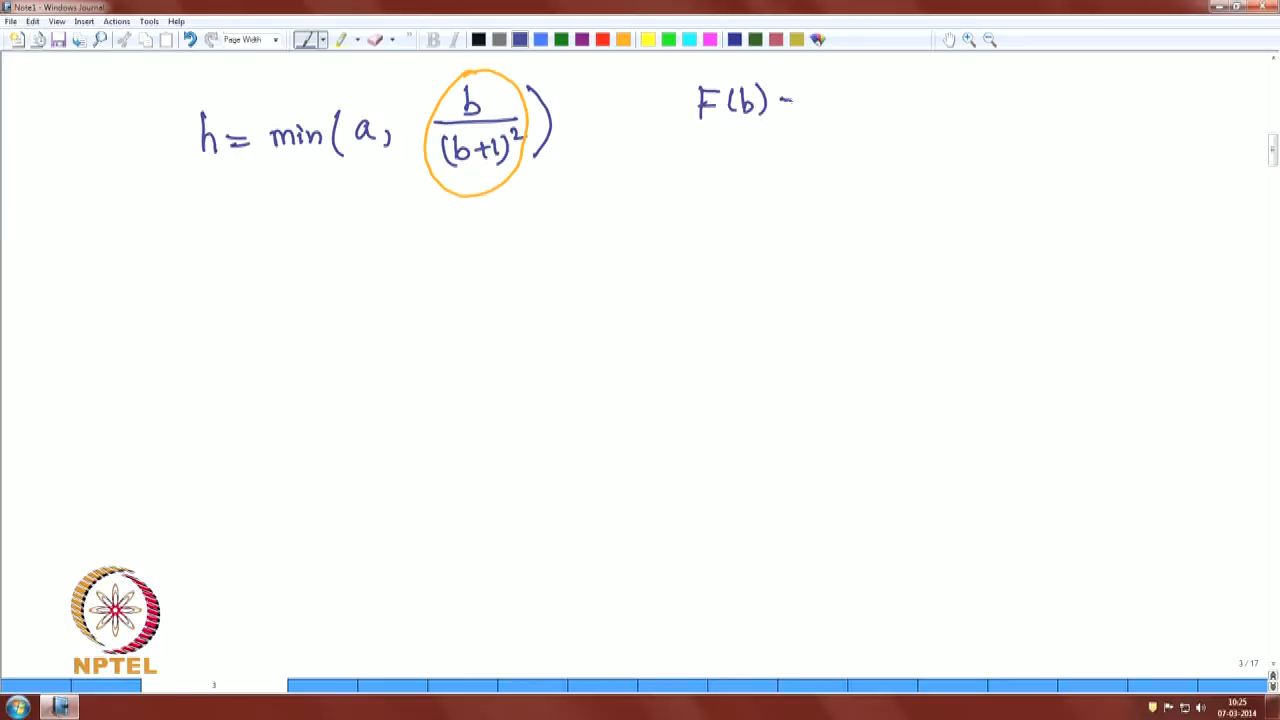 Note1 - Windows Journal
File Edit View Insert Actions Tools Help
Page Width
B I
h = min(a, b/(b+1)²) F(b) -
NPTEL
3 / 17
3
10:25
07-03-2014